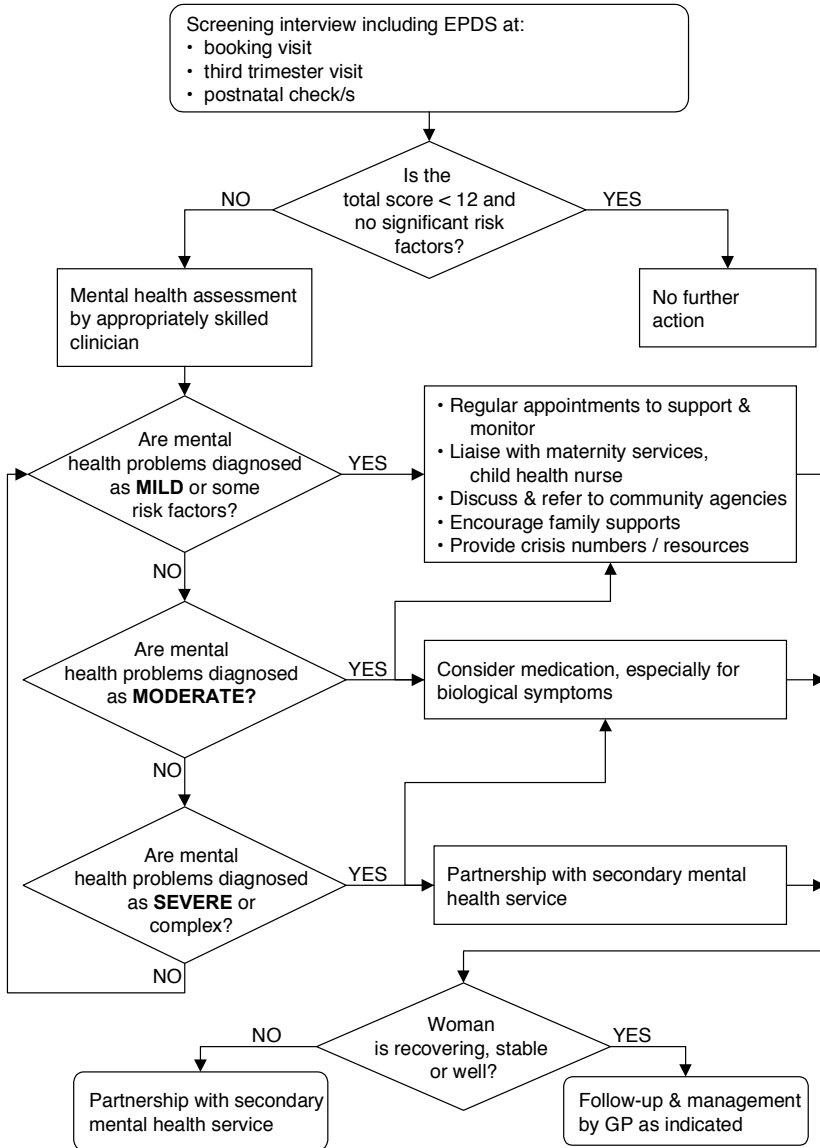 Screening interview including EPDS at:
• booking visit
• third trimester visit
• postnatal check/s
Is the
total score < 12 and
no significant risk
factors?
NO
YES
Mental health assessment
by appropriately skilled
clinician
No further
action
Are mental
health problems diagnosed
as MILD or some
risk factors?
YES
• Regular appointments to support &
monitor
• Liaise with maternity services,
child health nurse
• Discuss & refer to community agencies
• Encourage family supports
• Provide crisis numbers / resources
NO
Are mental
health problems diagnosed
as MODERATE?
YES
Consider medication, especially for
biological symptoms
NO
Are mental
health problems diagnosed
as SEVERE or
complex?
YES
Partnership with secondary mental
health service
NO
Woman
is recovering, stable
or well?
NO
YES
Partnership with secondary
mental health service
Follow-up & management
by GP as indicated